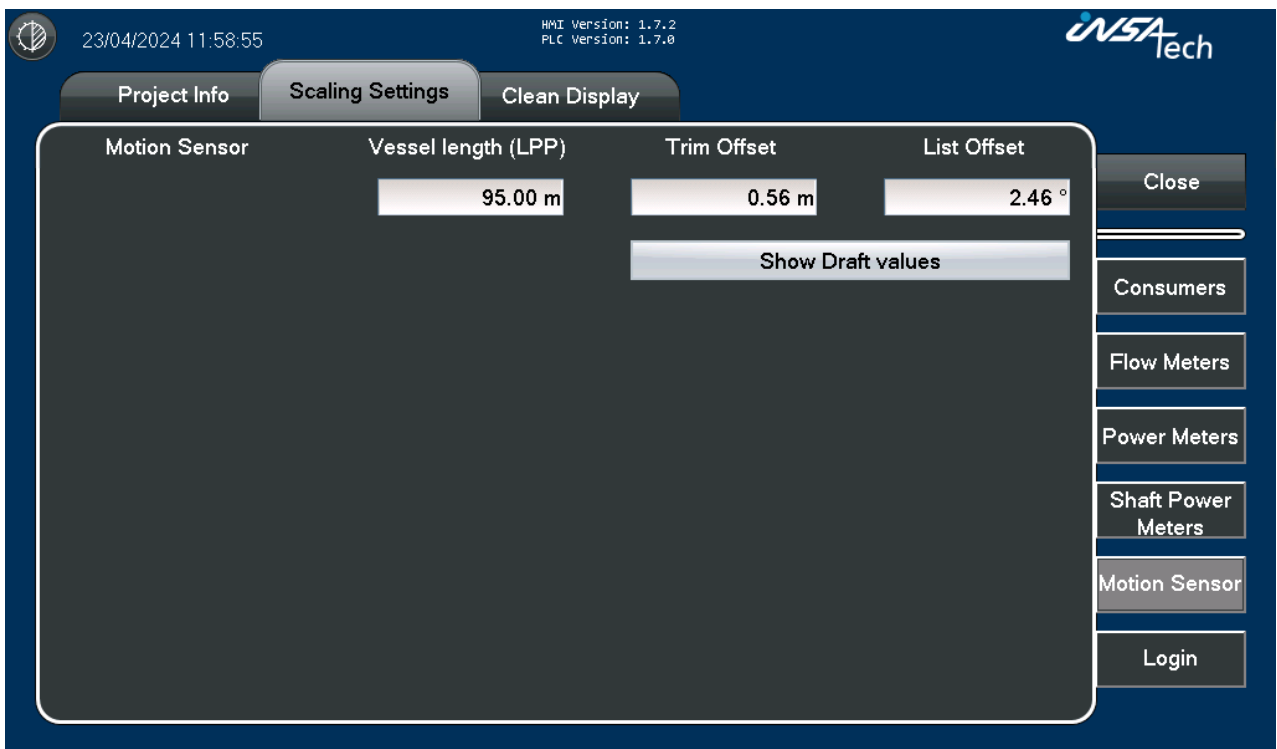 23/04/2024 11:58:55
HMI Version: 1.7.2
PLC Version: 1.7.0
iNSATech
Project Info
Scaling Settings
Clean Display
Motion Sensor
Vessel length (LPP)
Trim Offset
List Offset
95.00 m
0.56 m
2.46 °
Show Draft values
Close
Consumers
Flow Meters
Power Meters
Shaft Power
Meters
Motion Sensor
Login